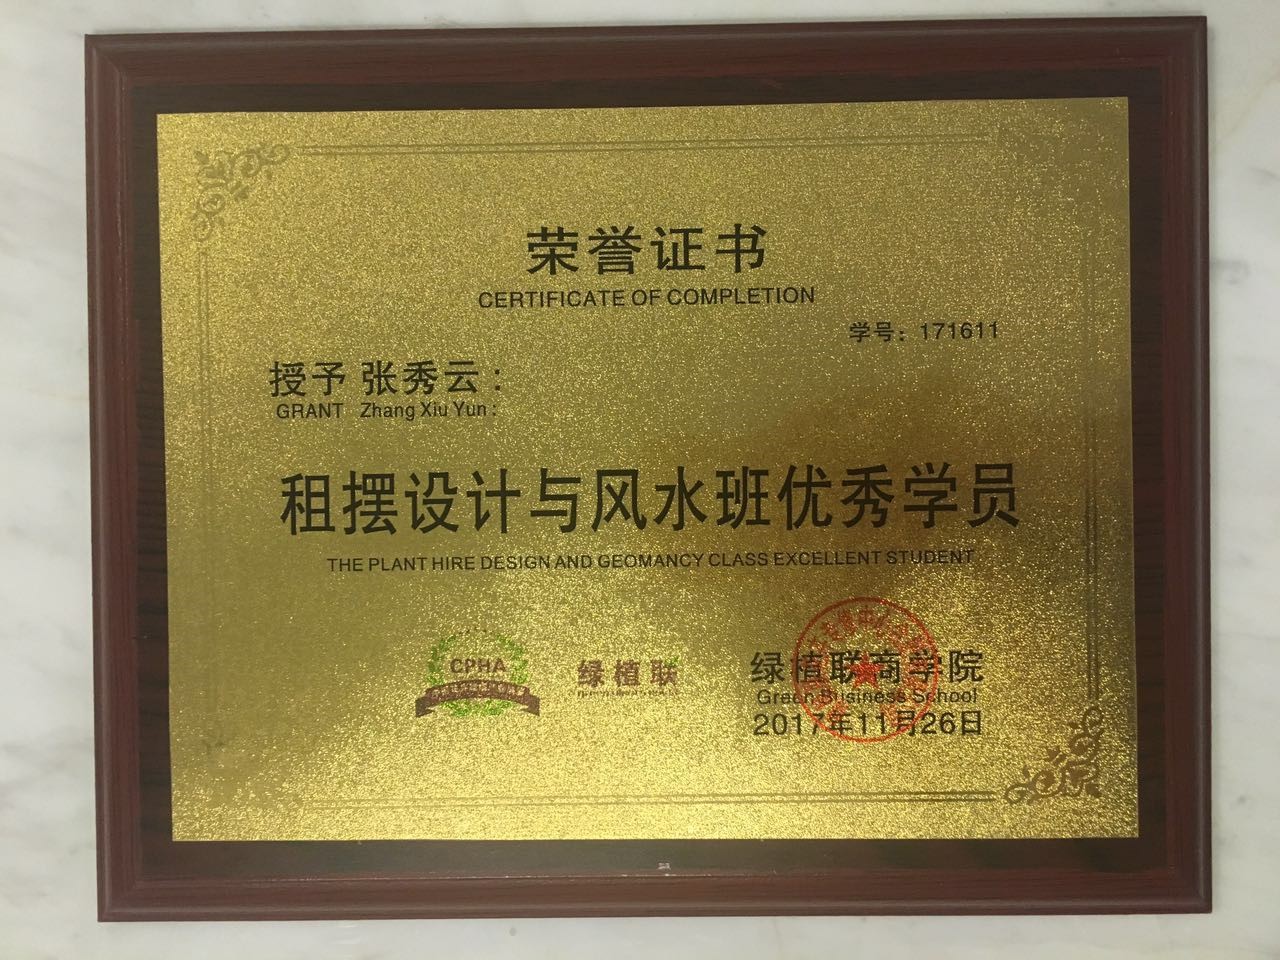 荣誉证书
CERTIFICATE OF COMPLETION
学号：171611
授予 张秀云：
GRANT Zhang Xiu Yun :
租摆设计与风水班优秀学员
THE PLANT HIRE DESIGN AND GEOMANCY CLASS EXCELLENT STUDENT
CPHA
绿植联
绿植联商学院
Green Business School
2017年11月26日